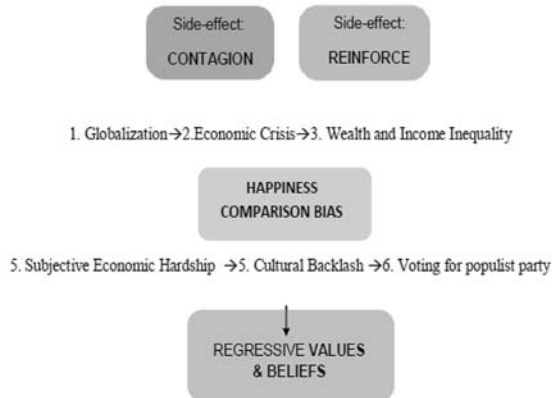 Side-effect:
CONTAGION
Side-effect:
REINFORCE
1. Globalization→2.Economic Crisis→3. Wealth and Income Inequality
HAPPINESS
COMPARISON BIAS
5. Subjective Economic Hardship →5. Cultural Backlash →6. Voting for populist party
REGRESSIVE VALUES
& BELIEFS